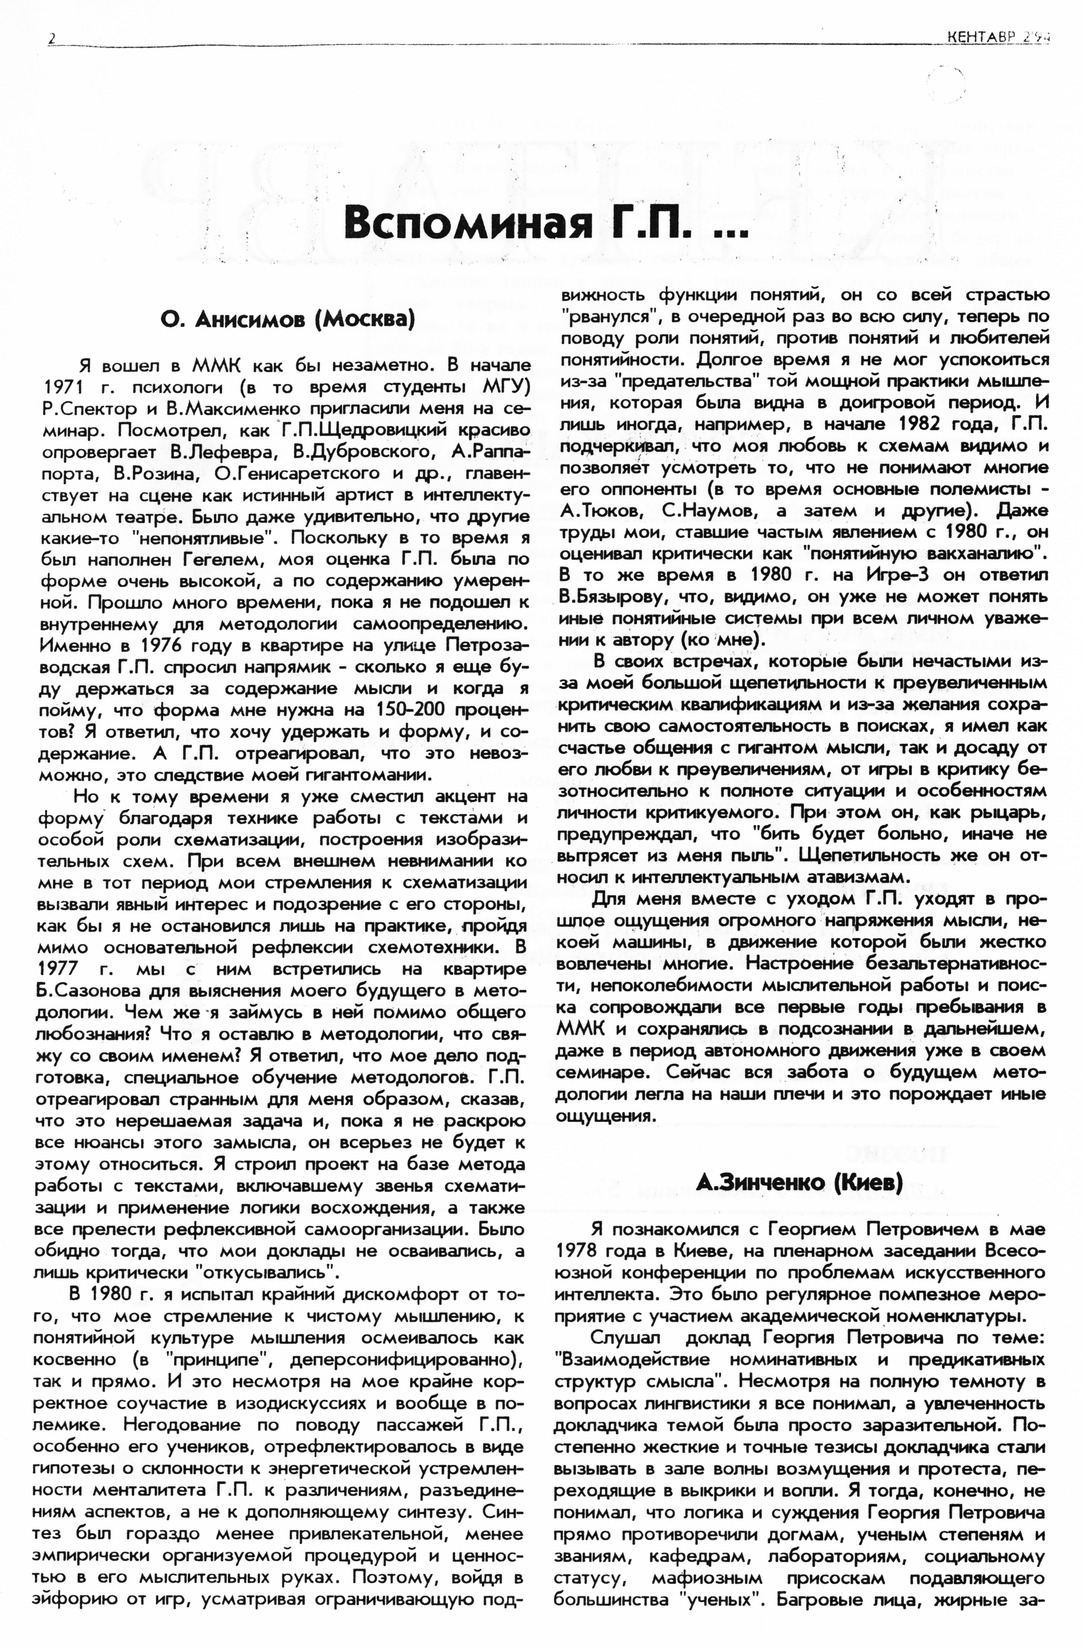 2
КЕНТАВР 2'94
Вспоминая Г.П. ...
О. Анисимов (Москва)
Я вошел в ММК как бы незаметно. В начале
1971 г. психологи (в то время студенты МГУ)
Р.Спектор и В.Максименко пригласили меня на се-
минар. Посмотрел, как Г.П.Щедровицкий красиво
опровергает В.Лефевра, В.Дубровского, А.Раппа-
порта, В.Розина, О.Генисаретского и др., главен-
ствует на сцене как истинный артист в интеллекту-
альном театре. Было даже удивительно, что другие
какие-то "непонятливые". Поскольку в то время я
был наполнен Гегелем, моя оценка Г.П. была по
форме очень высокой, а по содержанию умерен-
ной. Прошло много времени, пока я не подошел к
внутреннему для методологии самоопределению.
Именно в 1976 году в квартире на улице Петроза-
водская Г.П. спросил напрямик - сколько я еще бу-
ду держаться за содержание мысли и когда я
пойму, что форма мне нужна на 150-200 процен-
тов? Я ответил, что хочу удержать и форму, и со-
держание. А Г.П. отреагировал, что это невоз-
можно, это следствие моей гигантомании.
Но к тому времени я уже сместил акцент на
форму благодаря технике работы с текстами и
особой роли схематизации, построения изобрази-
тельных схем. При всем внешнем невнимании ко
мне в тот период мои стремления к схематизации
вызвали явный интерес и подозрение с его стороны,
как бы я не остановился лишь на практике, пройдя
мимо основательной рефлексии схемотехники. В
1977 г. мы с ним встретились на квартире
Б.Сазонова для выяснения моего будущего в мето-
дологии. Чем же я займусь в ней помимо общего
любознания? Что я оставлю в методологии, что свя-
жу со своим именем? Я ответил, что мое дело под-
готовка, специальное обучение методологов. Г.П.
отреагировал странным для меня образом, сказав,
что это нерешаемая задача и, пока я не раскрою
все нюансы этого замысла, он всерьез не будет к
этому относиться. Я строил проект на базе метода
работы с текстами, включавшему звенья схемати-
зации и применение логики восхождения, а также
все прелести рефлексивной самоорганизации. Было
обидно тогда, что мои доклады не осваивались, а
лишь критически "откусывались".
В 1980 г. я испытал крайний дискомфорт от то-
го, что мое стремление к чистому мышлению, к
понятийной культуре мышления осмеивалось как
косвенно (в "принципе", деперсонифицированно),
так и прямо. И это несмотря на мое крайне кор-
ректное соучастие в изодискуссиях и вообще в по-
лемике. Негодование по поводу пассажей Г.П.,
особенно его учеников, отрефлектировалось в виде
гипотезы о склонности к энергетической устремлен-
ности менталитета Г.П. к различениям, разъедине-
ниям аспектов, а не к дополняющему синтезу. Син-
тез был гораздо менее привлекательной, менее
эмпирически организуемой процедурой и ценнос-
тью в его мыслительных руках. Поэтому, войдя в
эйфорию от игр, усматривая ограничивающую под-
вижность функции понятий, он со всей страстью
"рванулся", в очередной раз во всю силу, теперь по
поводу роли понятий, против понятий и любителей
понятийности. Долгое время я не мог успокоиться
из-за "предательства" той мощной практики мышле-
ния, которая была видна в доигровой период. И
лишь иногда, например, в начале 1982 года, Г.П.
подчеркивал, что моя любовь к схемам видимо и
позволяет усмотреть то, что не понимают многие
его оппоненты (в то время основные полемисты -
А.Тюков, С.Наумов, а затем и другие). Даже
труды мои, ставшие частым явлением с 1980 г., он
оценивал критически как "понятийную вакханалию".
В то же время в 1980 г. на Игре-3 он ответил
В.Бязырову, что, видимо, он уже не может понять
иные понятийные системы при всем личном уваже-
нии к автору (ко мне).
В своих встречах, которые были нечастыми из-
за моей большой щепетильности к преувеличенным
критическим квалификациям и из-за желания сохра-
нить свою самостоятельность в поисках, я имел как
счастье общения с гигантом мысли, так и досаду от
его любви к преувеличениям, от игры в критику бе-
зотносительно к полноте ситуации и особенностям
личности критикуемого. При этом он, как рыцарь,
предупреждал, что "бить будет больно, иначе не
вытрясет из меня пыль". Щепетильность же он от-
носил к интеллектуальным атавизмам.
Для меня вместе с уходом Г.П. уходят в про-
шлое ощущения огромного напряжения мысли, не-
коей машины, в движение которой были жестко
вовлечены многие. Настроение безальтернативнос-
ти, непоколебимости мыслительной работы и поис-
ка сопровождали все первые годы пребывания в
ММК и сохранялись в подсознании в дальнейшем,
даже в период автономного движения уже в своем
семинаре. Сейчас вся забота о будущем мето-
дологии легла на наши плечи и это порождает иные
ощущения.
А.Зинченко (Киев)
Я познакомился с Георгием Петровичем в мае
1978 года в Киеве, на пленарном заседании Всесо-
юзной конференции по проблемам искусственного
интеллекта. Это было регулярное помпезное меро-
приятие с участием академической номенклатуры.
Слушал доклад Георгия Петровича по теме:
"Взаимодействие номинативных и предикативных
структур смысла". Несмотря на полную темноту в
вопросах лингвистики я все понимал, а увлеченность
докладчика темой была просто заразительной. По-
степенно жесткие и точные тезисы докладчика стали
вызывать в зале волны возмущения и протеста, пе-
реходящие в выкрики и вопли. Я тогда, конечно, не
понимал, что логика и суждения Георгия Петровича
прямо противоречили догмам, ученым степеням и
званиям, кафедрам, лабораториям, социальному
статусу, мафиозным присоскам подавляющего
большинства "ученых". Багровые лица, жирные за-